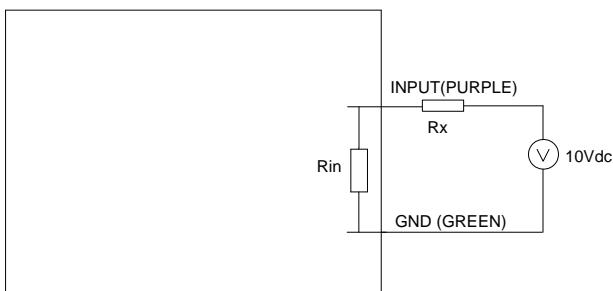 INPUT(PURPLE)
Rx
Rin
V
10Vdc
GND (GREEN)